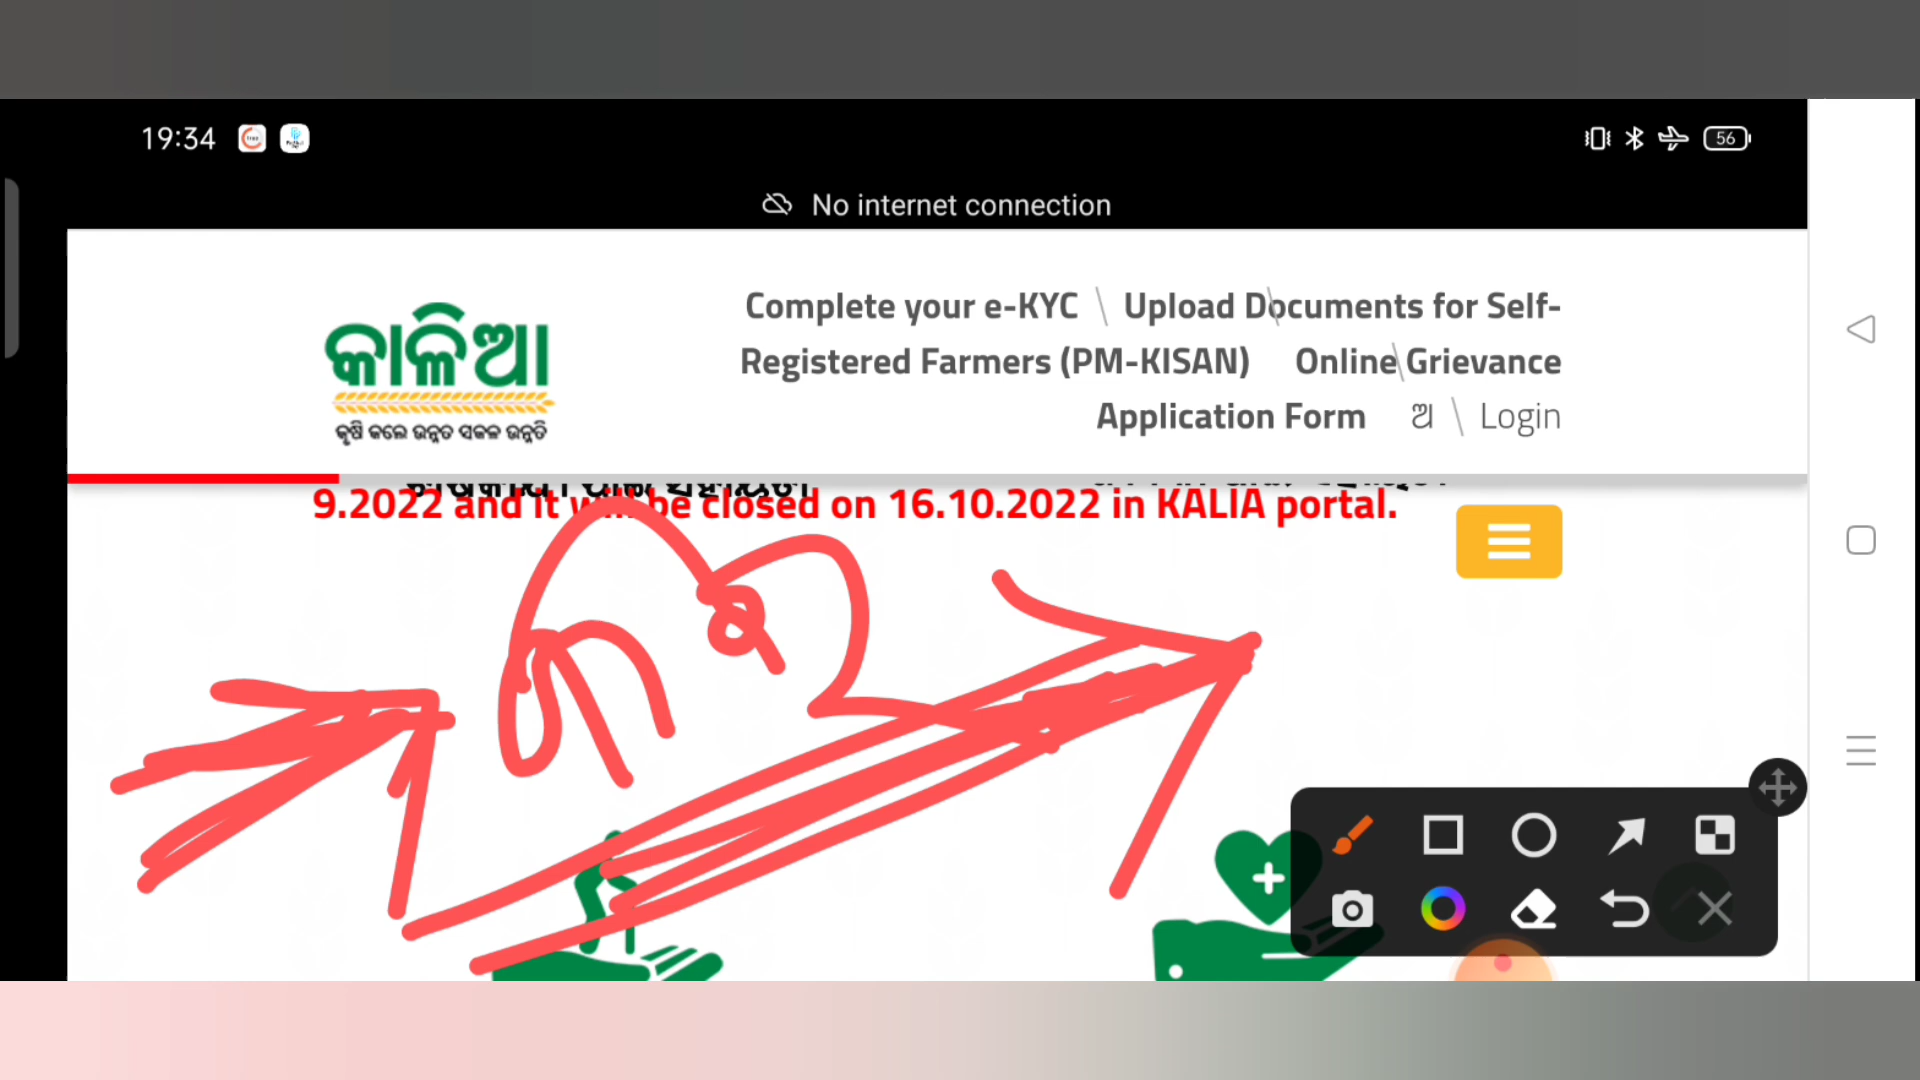 19:34
56
No internet connection
Complete your e-KYC \ Upload Documents for Self-
Registered Farmers (PM-KISAN) \ Online Grievance
Application Form ଅ \ Login
କାଳିଆ
କୃଷି କଲେ ଉନ୍ନତ ସକଳ ଉନ୍ନତି
9.2022 and it will be closed on 16.10.2022 in KALIA portal.